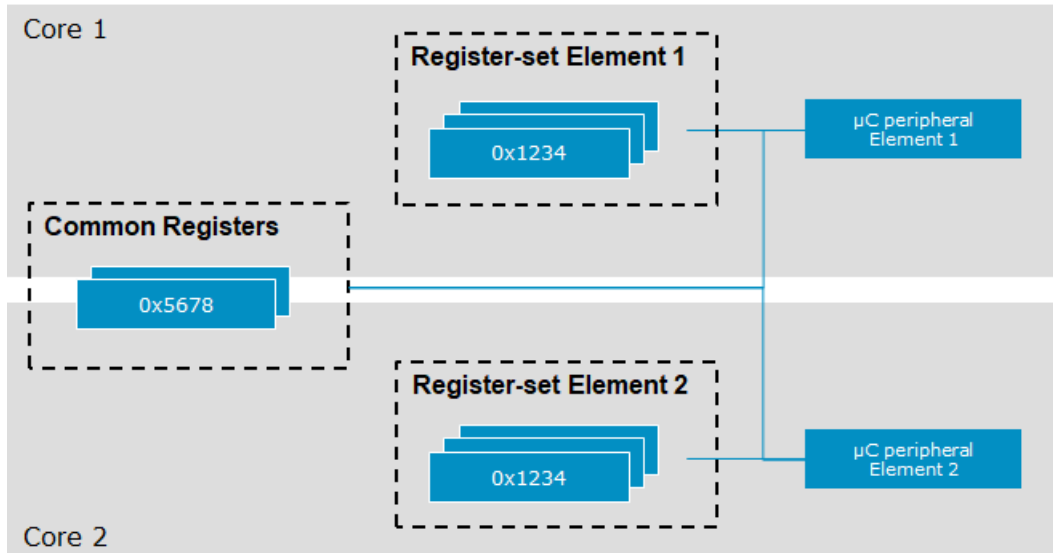 Core 1
Register-set Element 1
0x1234
µC peripheral
Element 1
Common Registers
0x5678
Register-set Element 2
0x1234
µC peripheral
Element 2
Core 2